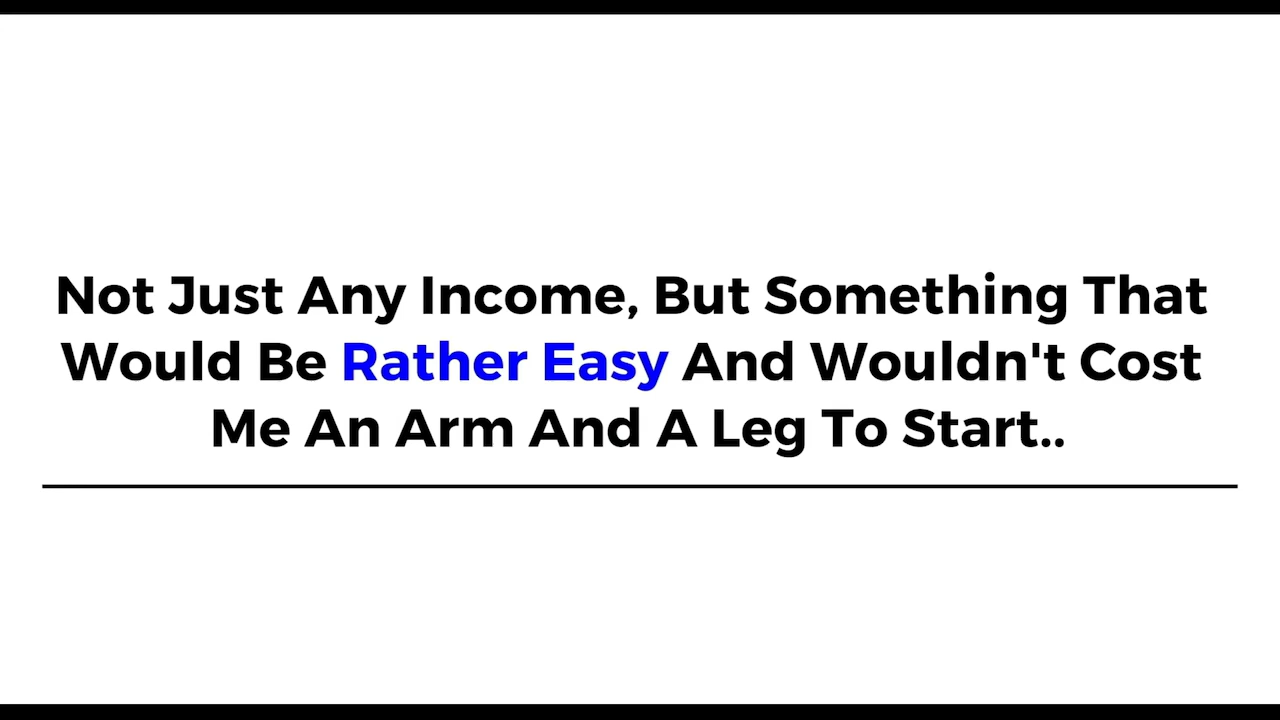 Not Just Any Income, But Something That
Would Be Rather Easy And Wouldn't Cost
Me An Arm And A Leg To Start..